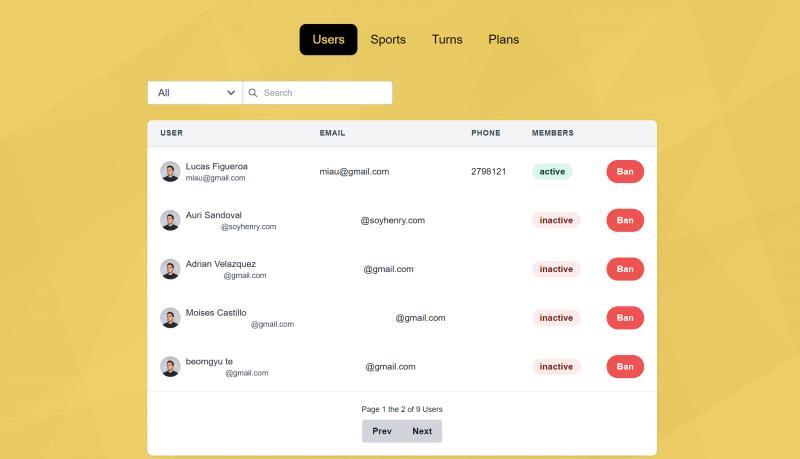 Users Sports Turns Plans
All Search
USER EMAIL PHONE MEMBERS
Lucas Figueroa
miau@gmail.com miau@gmail.com 2798121 active Ban
Auri Sandoval
@soyhenry.com @soyhenry.com inactive Ban
Adrian Velazquez
@gmail.com @gmail.com inactive Ban
Moises Castillo
@gmail.com @gmail.com inactive Ban
beomgyu te
@gmail.com @gmail.com inactive Ban
Page 1 the 2 of 9 Users
Prev Next